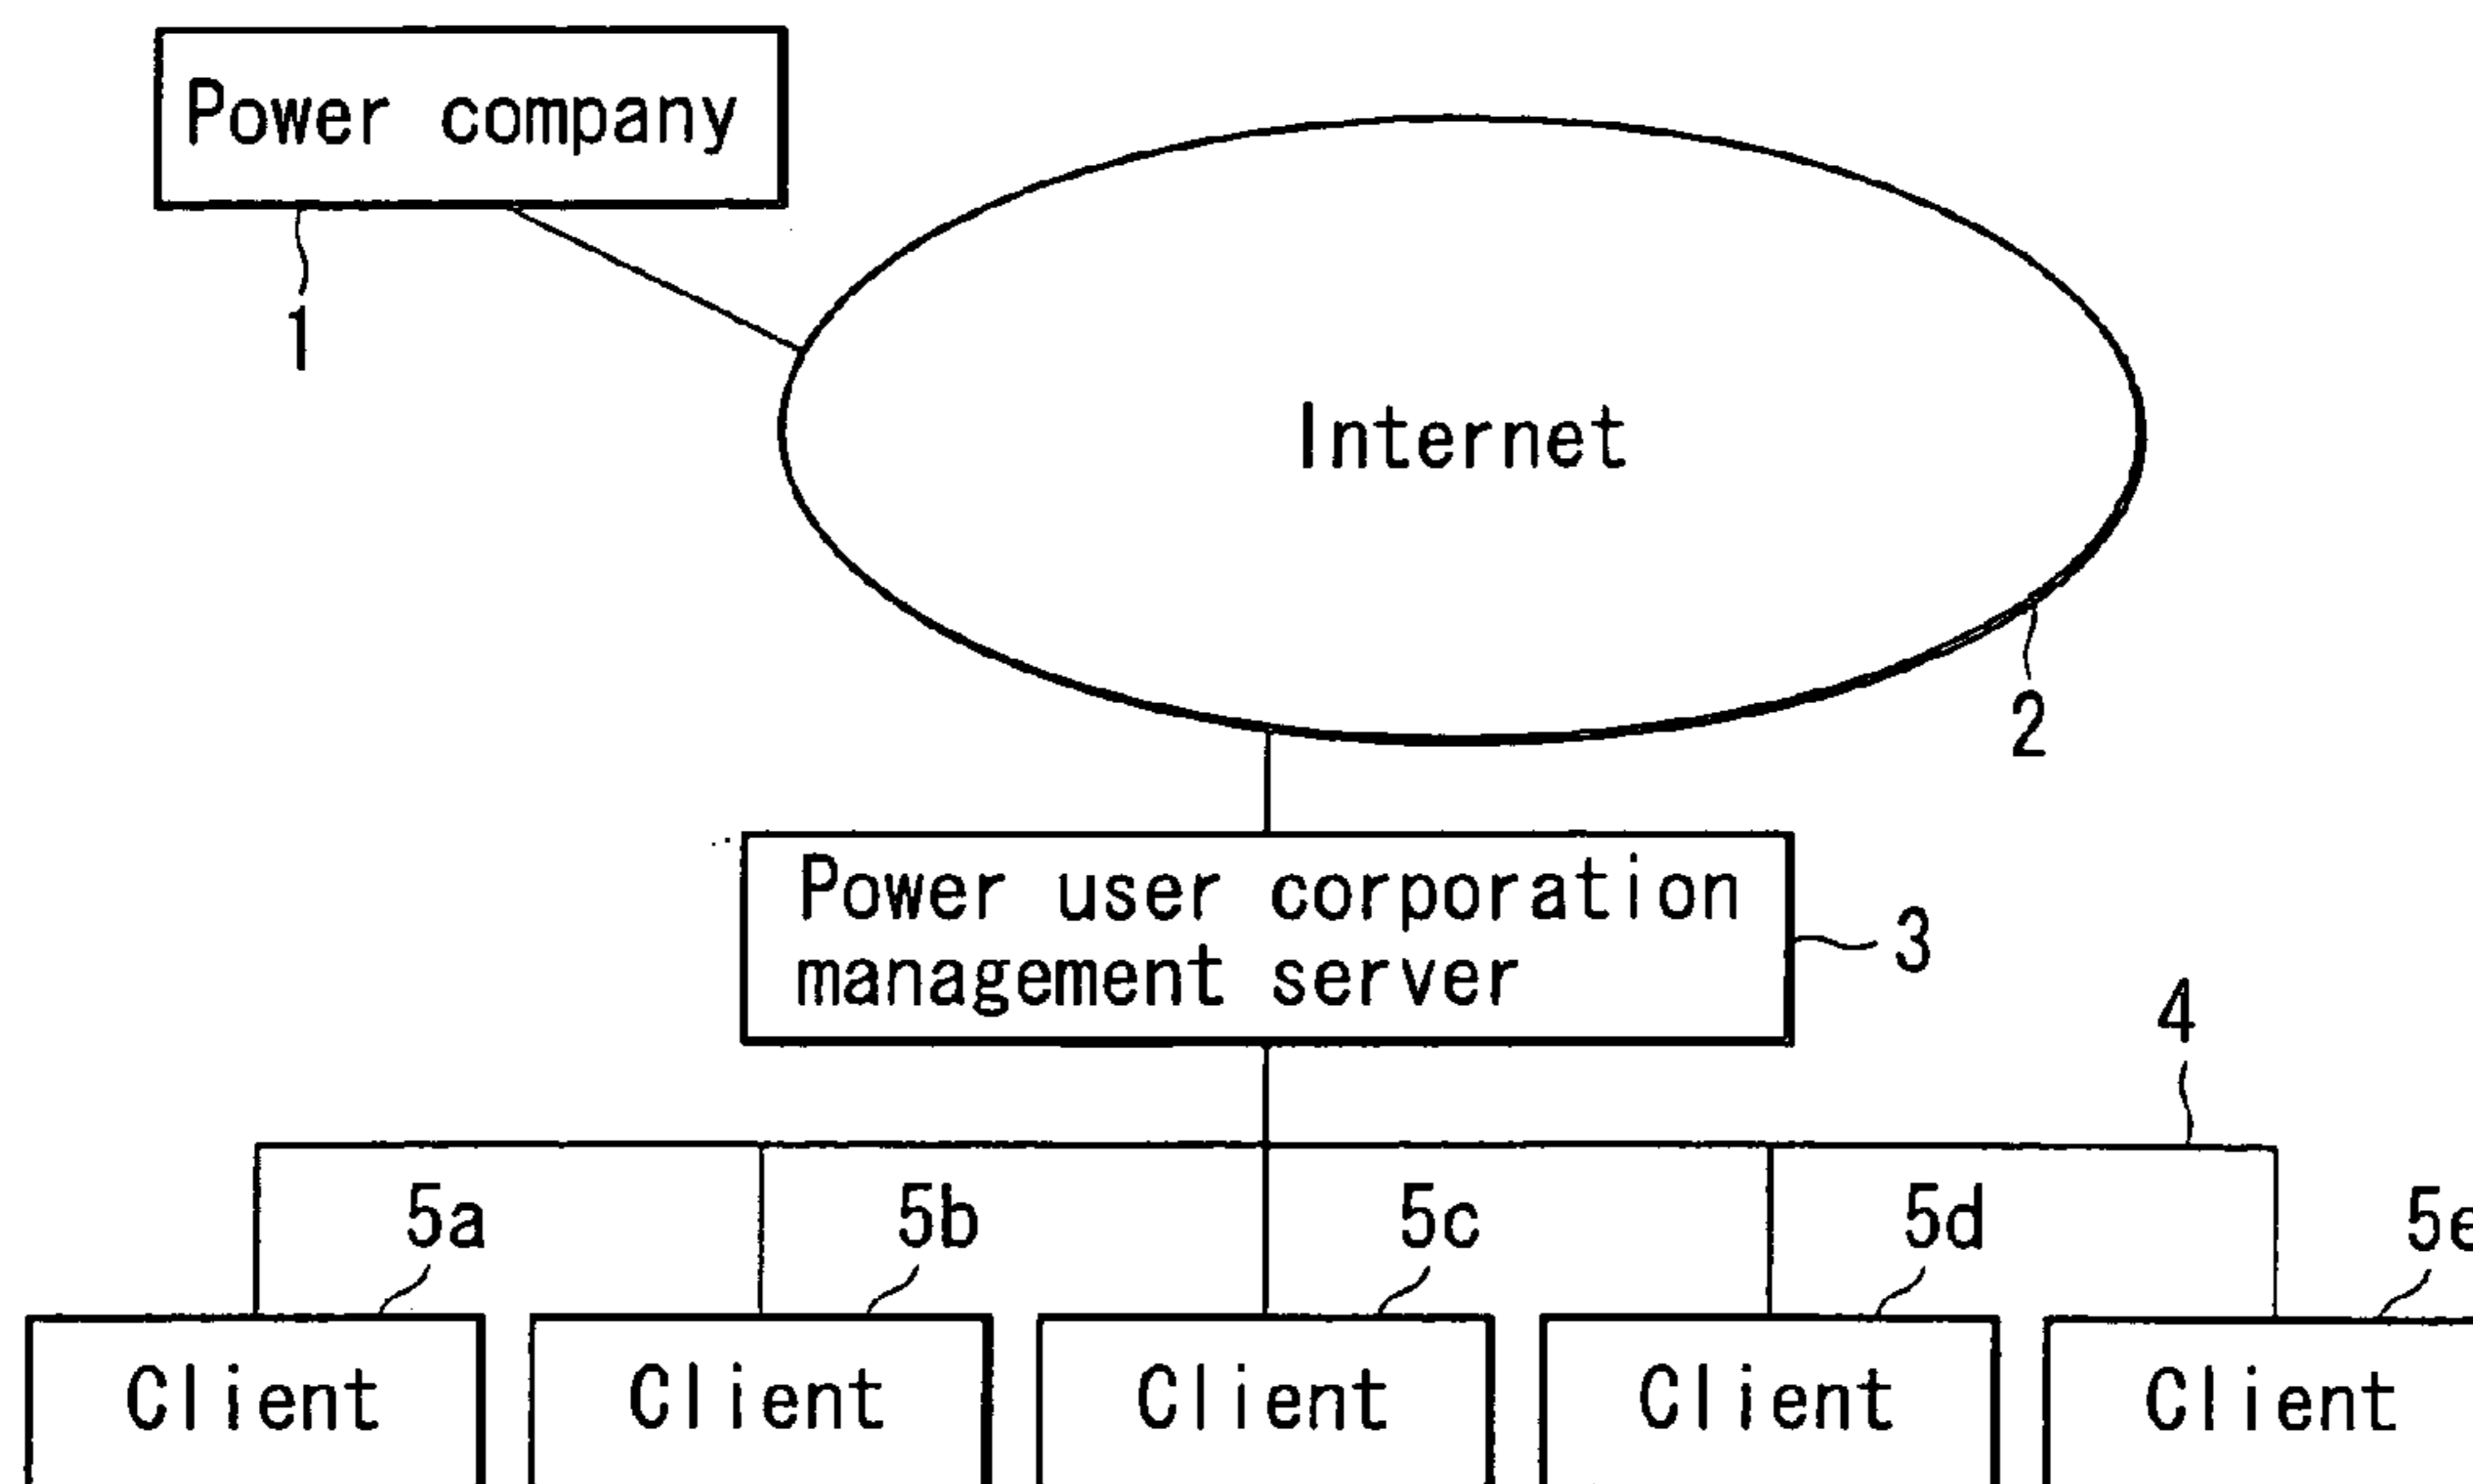 Power company
1
Internet
2
Power user corporation
management server
3
4
5a
5b
5c
5d
5e
Client
Client
Client
Client
Client